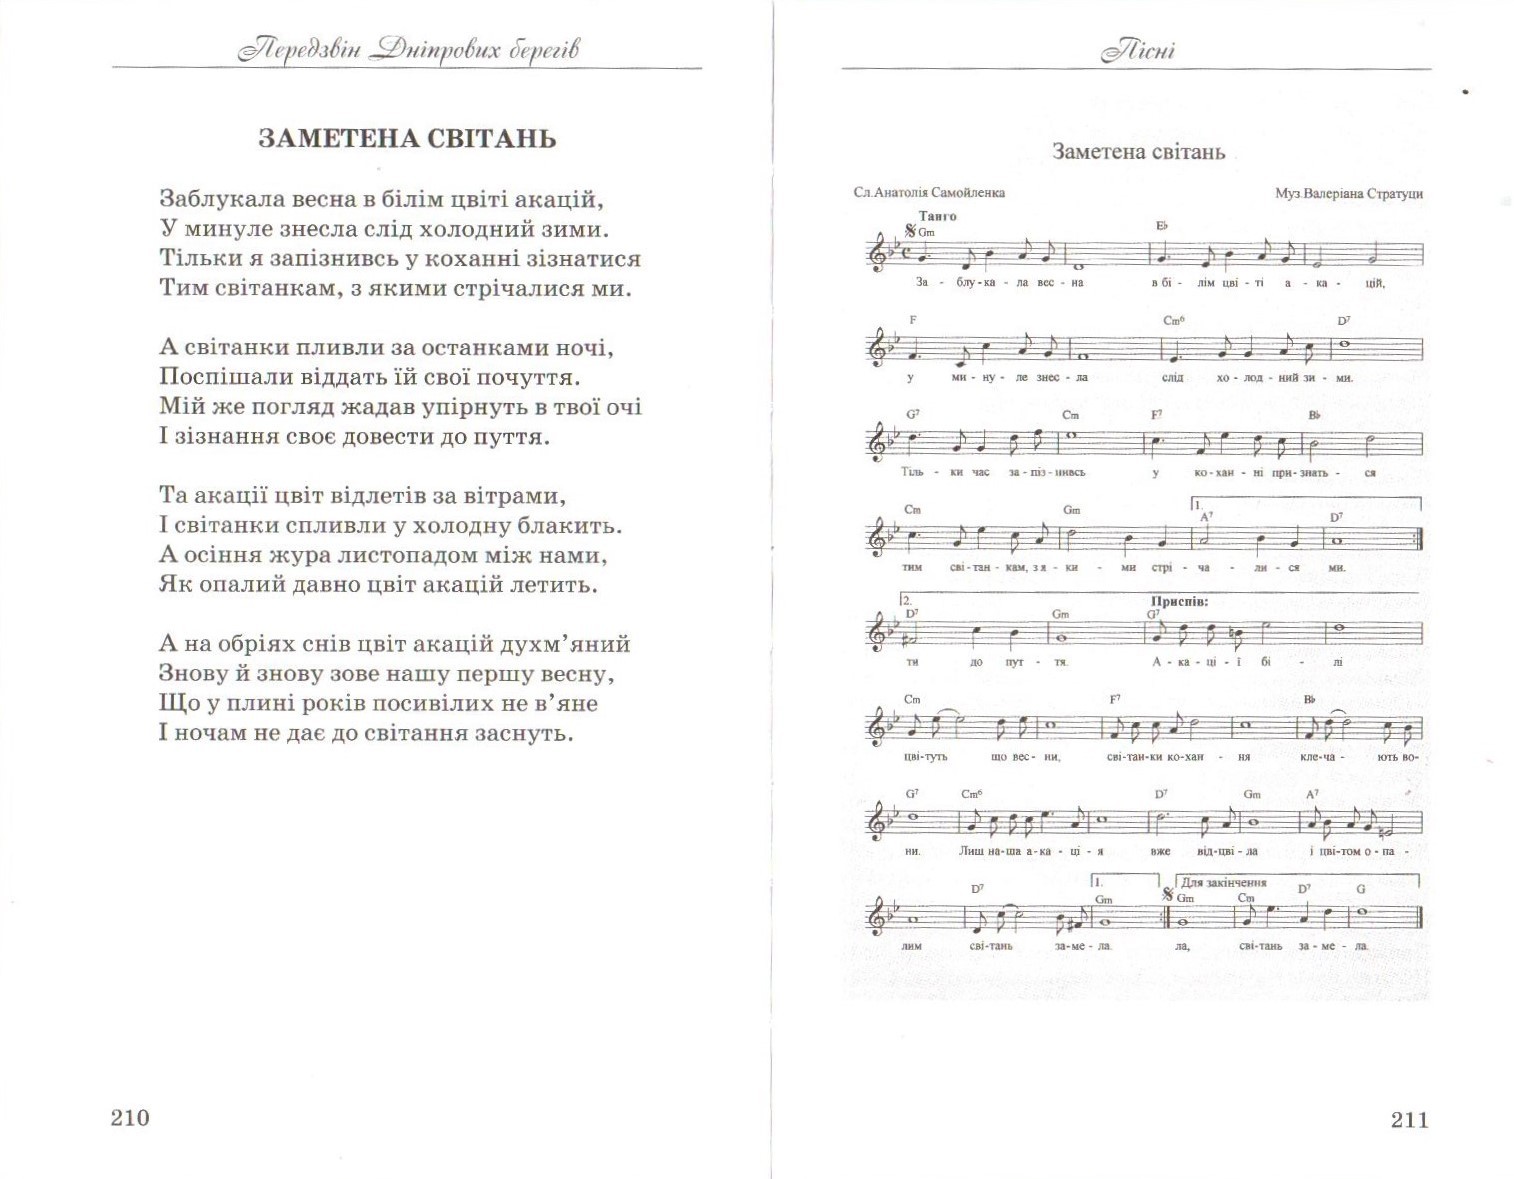 Передзвін Дніпрових берегів
ЗАМЕТЕНА СВІТАНЬ
Заблукала весна в білім цвіті акацій,
У минуле знесла слід холодний зими.
Тільки я запізнивсь у коханні зізнатися
Тим світанкам, з якими стрічалися ми.
А світанки пливли за останками ночі,
Поспішали віддать їй свої почуття.
Мій же погляд жадав упірнуть в твої очі
І зізнання своє довести до пуття.
Та акації цвіт відлетів за вітрами,
І світанки спливли у холодну блакить.
А осіння жура листопадом між нами,
Як опалий давно цвіт акацій летить.
А на обріях снів цвіт акацій духм’яний
Знову й знову зове нашу першу весну,
Що у плині років посивілих не в’яне
І ночам не дає до світання заснуть.
210
Пісні
Заметена світань
Сл.Анатолія Самойленка Муз.Валеріана Стратуци
Танго
Gm E♭
За - блу - ка - ла вес - на в бі - лім цві - ті а - ка - цій,
F Cm6 D7
у ми - ну - ле знес - ла слід хо - лод - ний зи - ми.
G7 Cm F7 B♭
Тіль - ки час за - піз - нивсь у ко - хан - ні при - знать - ся
Cm Gm 1. A7 D7
тим сві - тан - кам, з я - ки - ми стрі - ча - ли - ся ми.
2. Приспів:
D7 Gm G7
ти до пут - тя. А - ка - ці - ї бі - лі
Cm F7 B♭
цві-туть що вес - ни, сві-тан-ки ко-хан - ня кле-ча - ють во-
G7 Cm6 D7 Gm A7
ни. Лиш на-ша а-ка - ці - я вже від-цві - ла і цві-том о - па -
1. Для закінчення
D7 Gm Gm Cm D7 G
лим сві-тань за-ме - ла. ла, сві-тань за - ме - ла.
211